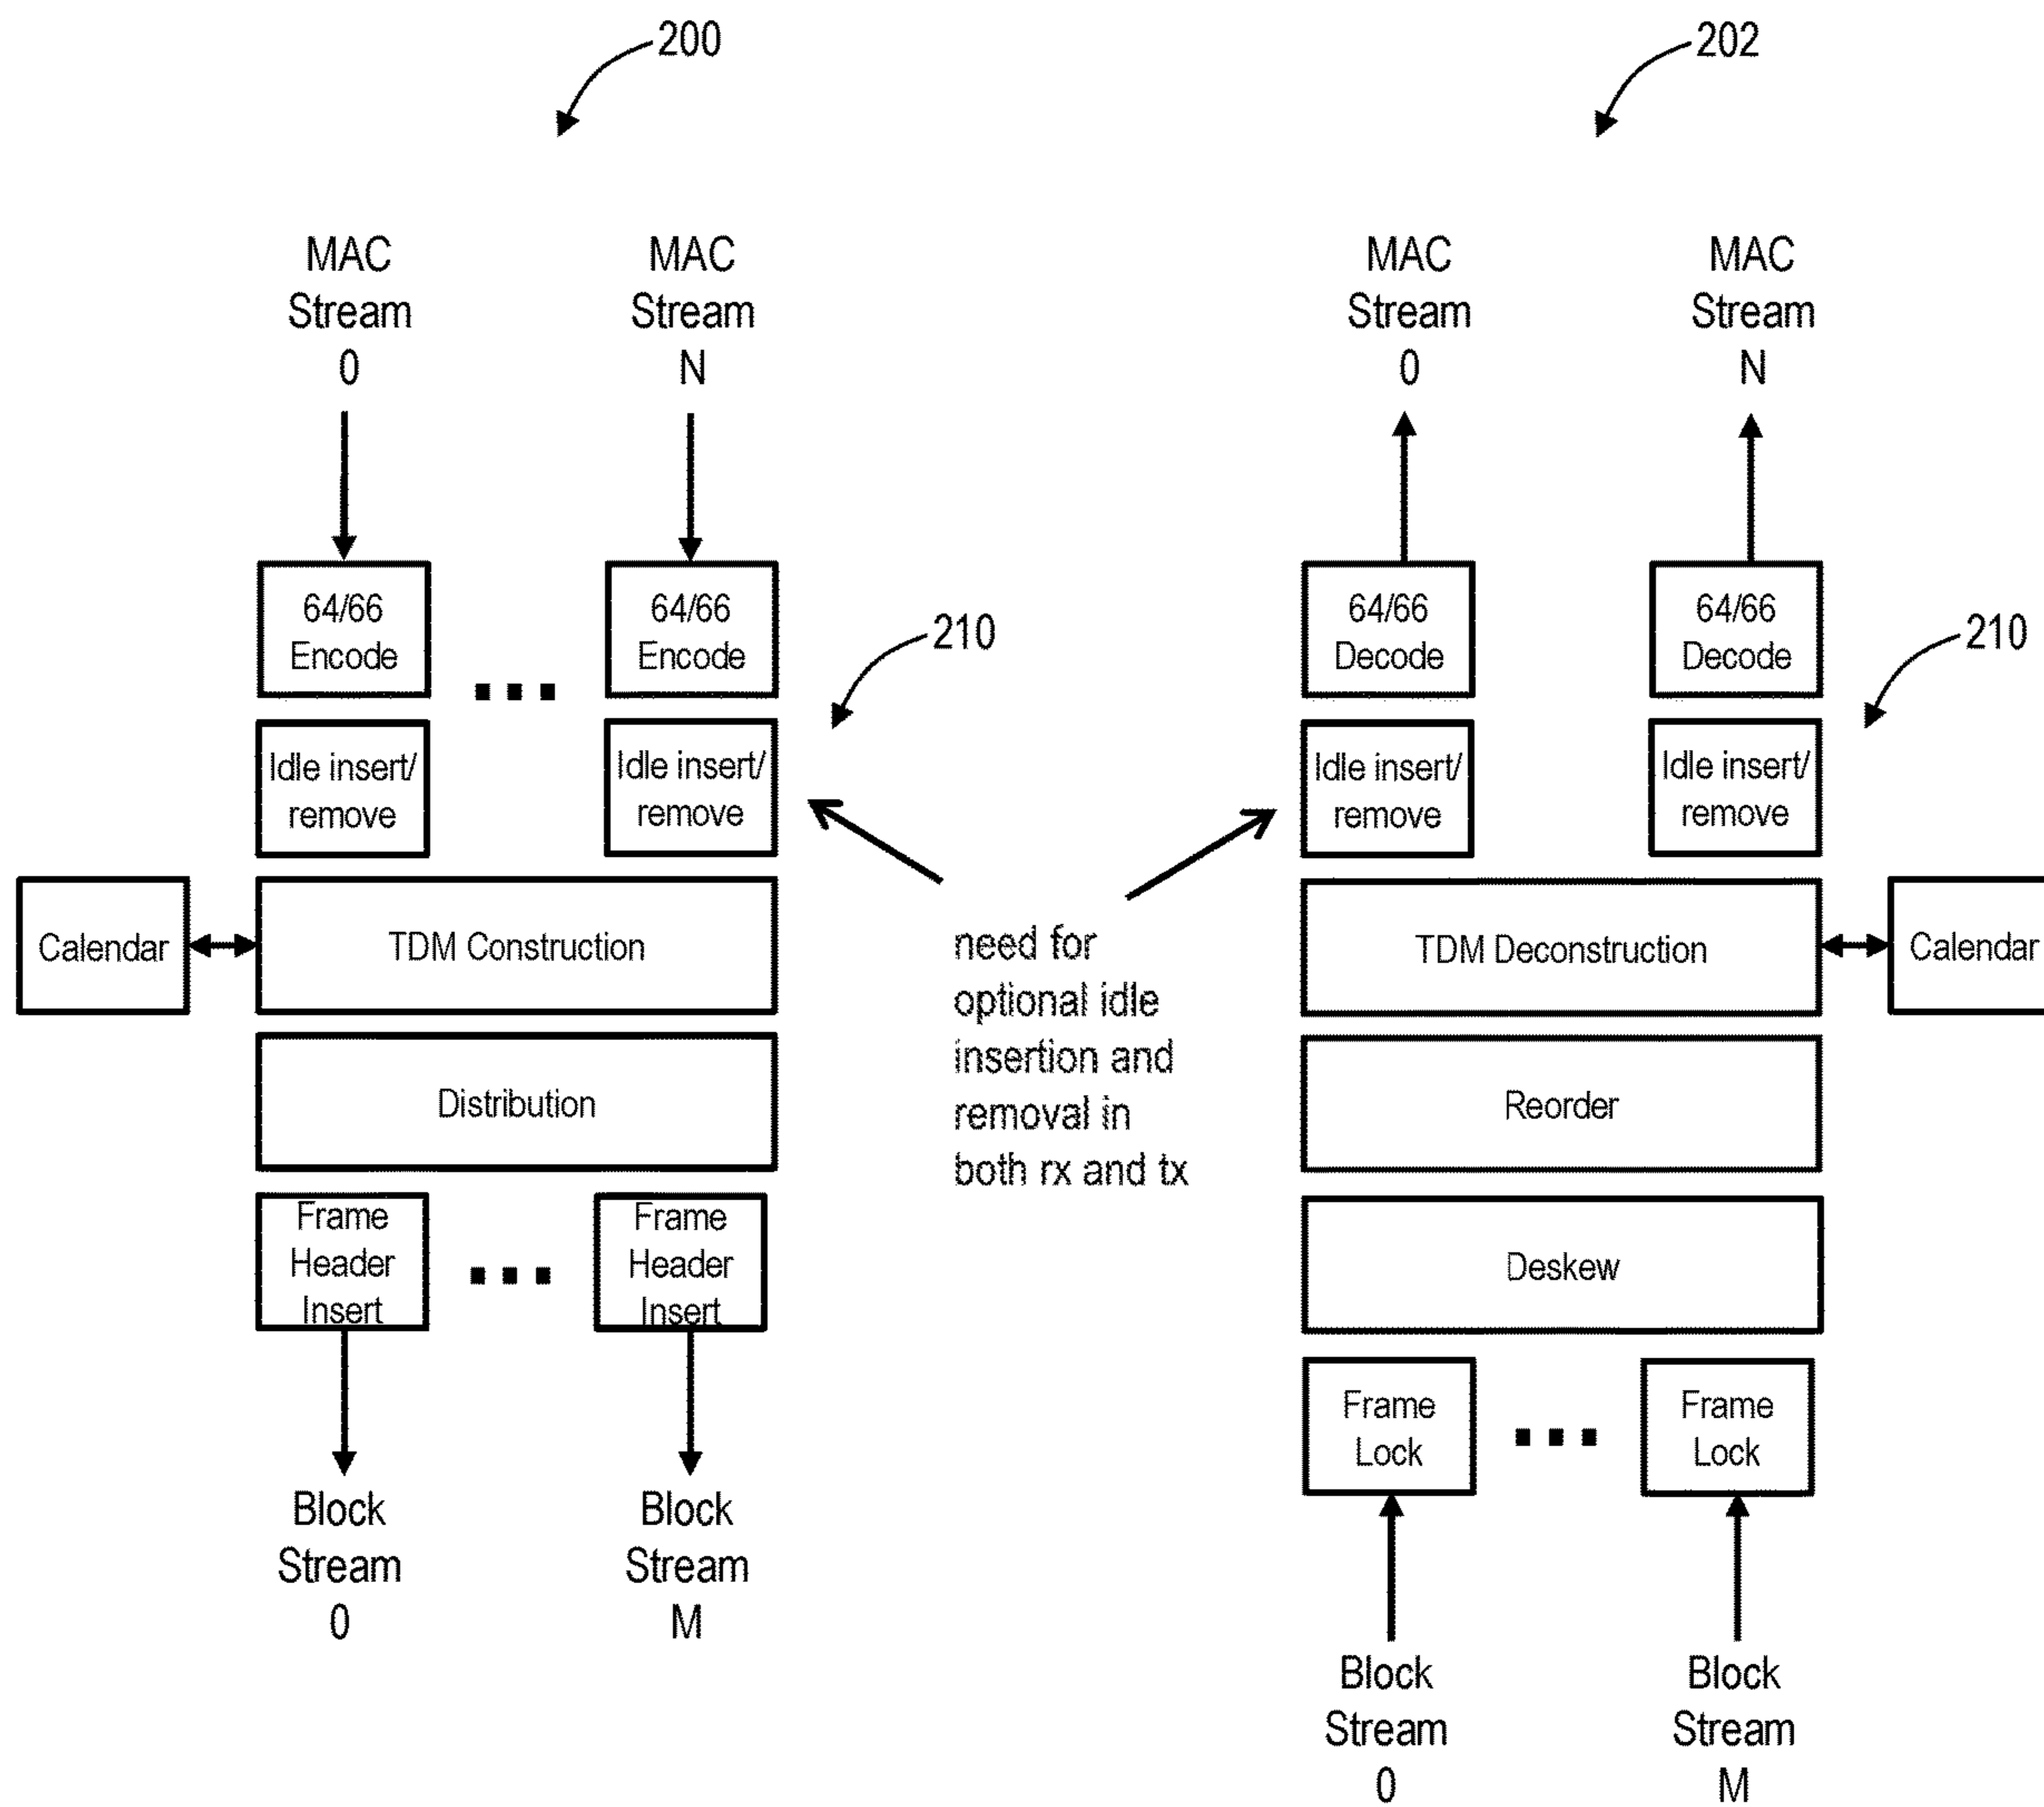 200
202
MAC
Stream
0
MAC
Stream
N
MAC
Stream
0
MAC
Stream
N
64/66
Encode
64/66
Encode
210
64/66
Decode
64/66
Decode
210
Idle insert/
remove
Idle insert/
remove
Idle insert/
remove
Idle insert/
remove
Calendar
TDM Construction
need for
optional idle
insertion and
removal in
both rx and tx
TDM Deconstruction
Calendar
Distribution
Reorder
Frame
Header
Insert
Frame
Header
Insert
Deskew
Frame
Lock
Frame
Lock
Block
Stream
0
Block
Stream
M
Block
Stream
0
Block
Stream
M